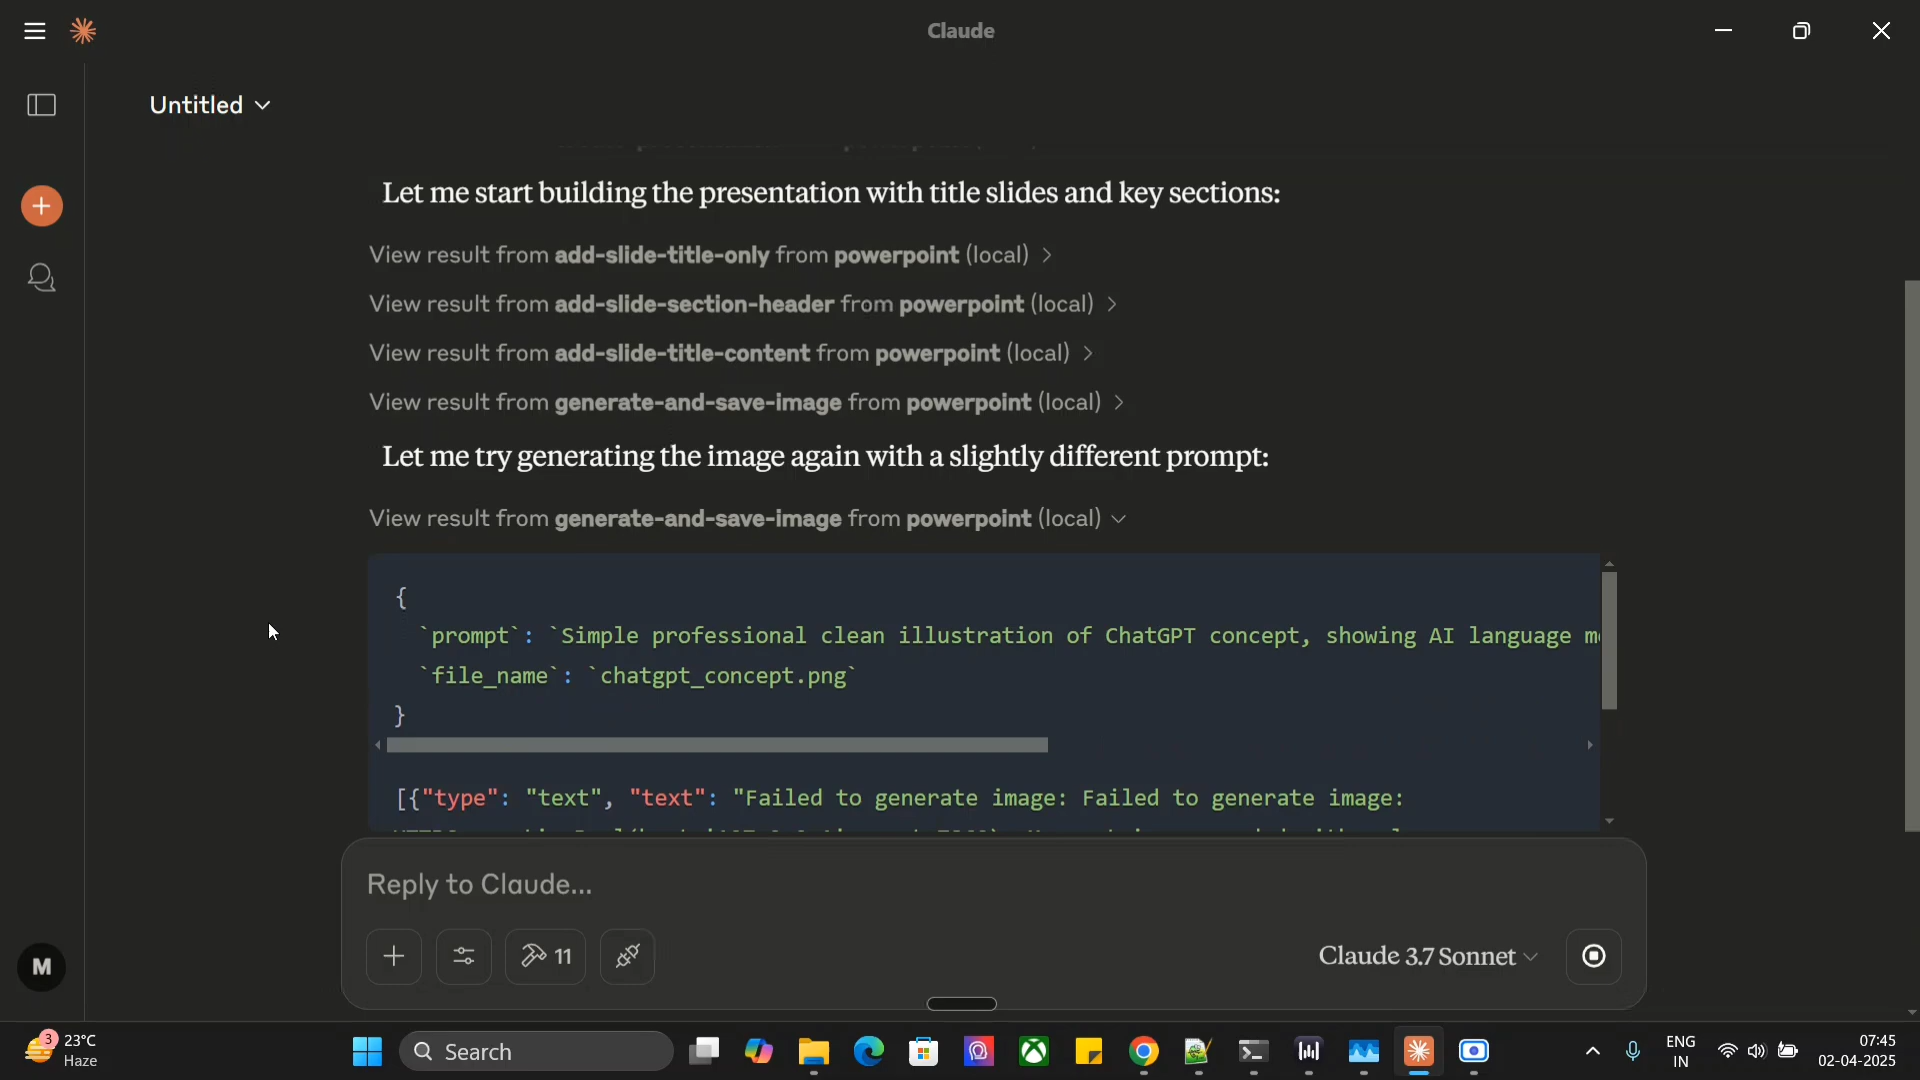 Claude
Untitled
Let me start building the presentation with title slides and key sections:
View result from add-slide-title-only from powerpoint (local)
View result from add-slide-section-header from powerpoint (local)
View result from add-slide-title-content from powerpoint (local)
View result from generate-and-save-image from powerpoint (local)
Let me try generating the image again with a slightly different prompt:
View result from generate-and-save-image from powerpoint (local)
{
`prompt`: `Simple professional clean illustration of ChatGPT concept, showing AI language
`file_name`: `chatgpt_concept.png`
}
[{"type": "text", "text": "Failed to generate image: Failed to generate image:
Reply to Claude...
11
Claude 3.7 Sonnet
M
3
23°C
Haze
Search
ENG
IN
07:45
02-04-2025